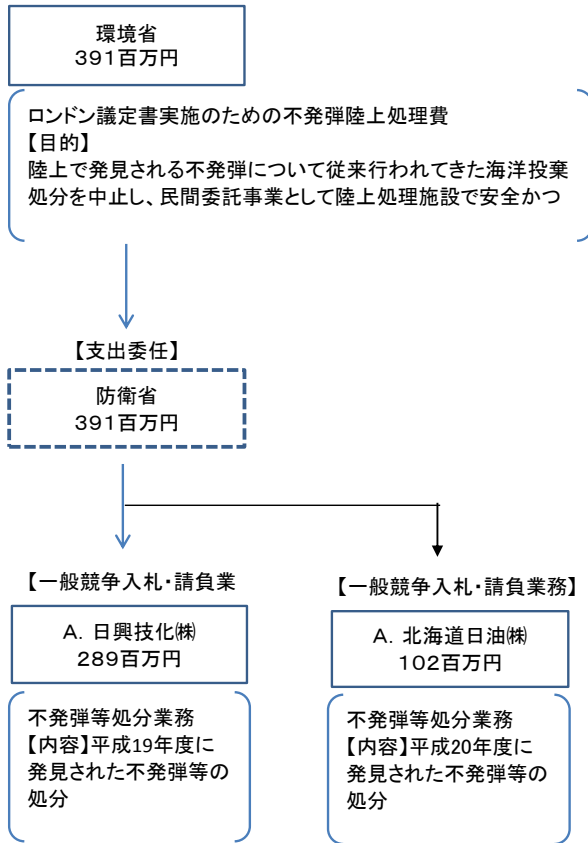 環境省
391百万円
ロンドン議定書実施のための不発弾陸上処理費
【目的】
陸上で発見される不発弾について従来行われてきた海洋投棄
処分を中止し、民間委託事業として陸上処理施設で安全かつ
【支出委任】
防衛省
391百万円
【一般競争入札・請負業
A. 日興技化㈱
289百万円
不発弾等処分業務
【内容】平成19年度に
発見された不発弾等の
処分
【一般競争入札・請負業務】
A. 北海道日油㈱
102百万円
不発弾等処分業務
【内容】平成20年度に
発見された不発弾等の
処分